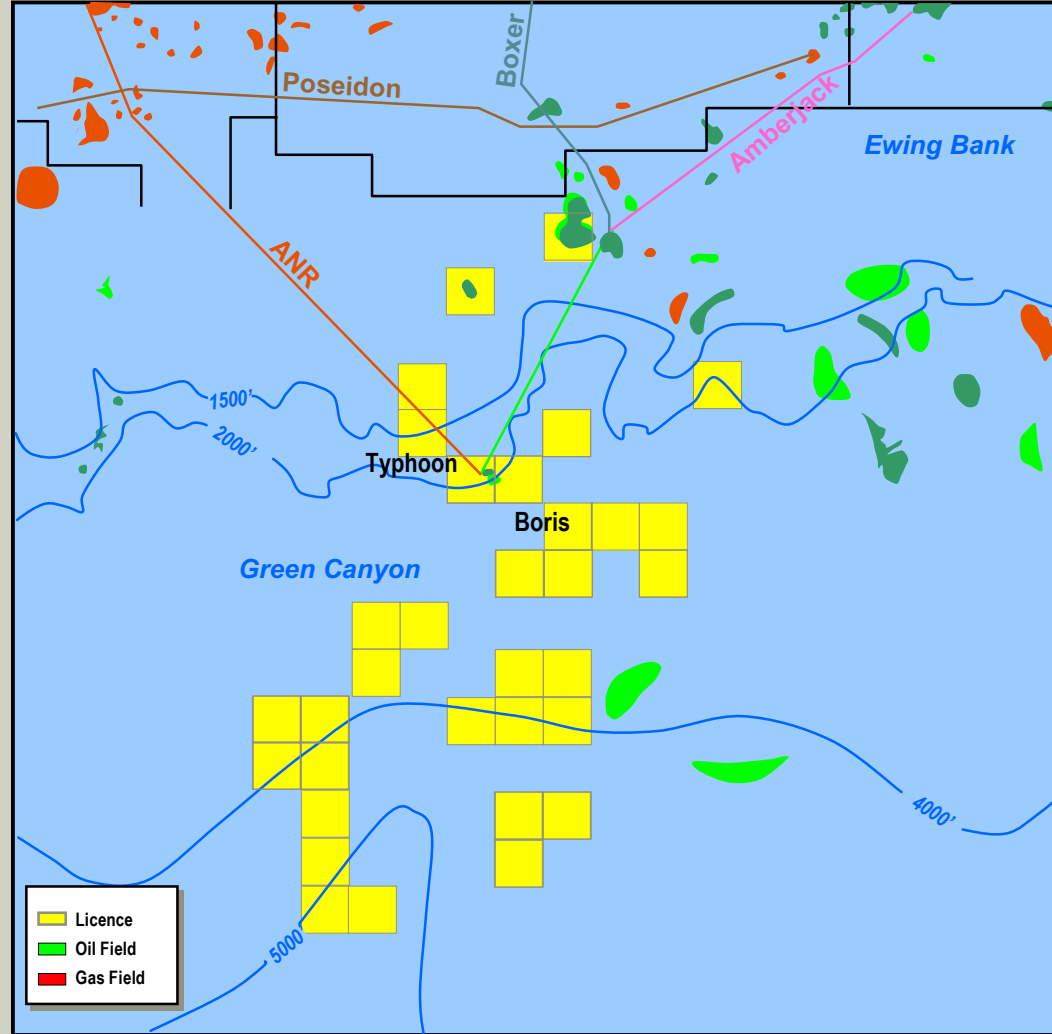 Boxer
Poseidon
Amberjack
Ewing Bank
ANR
1500’
2000’
Typhoon
Boris
Green Canyon
4000’
5000’
Licence
Oil Field
Gas Field